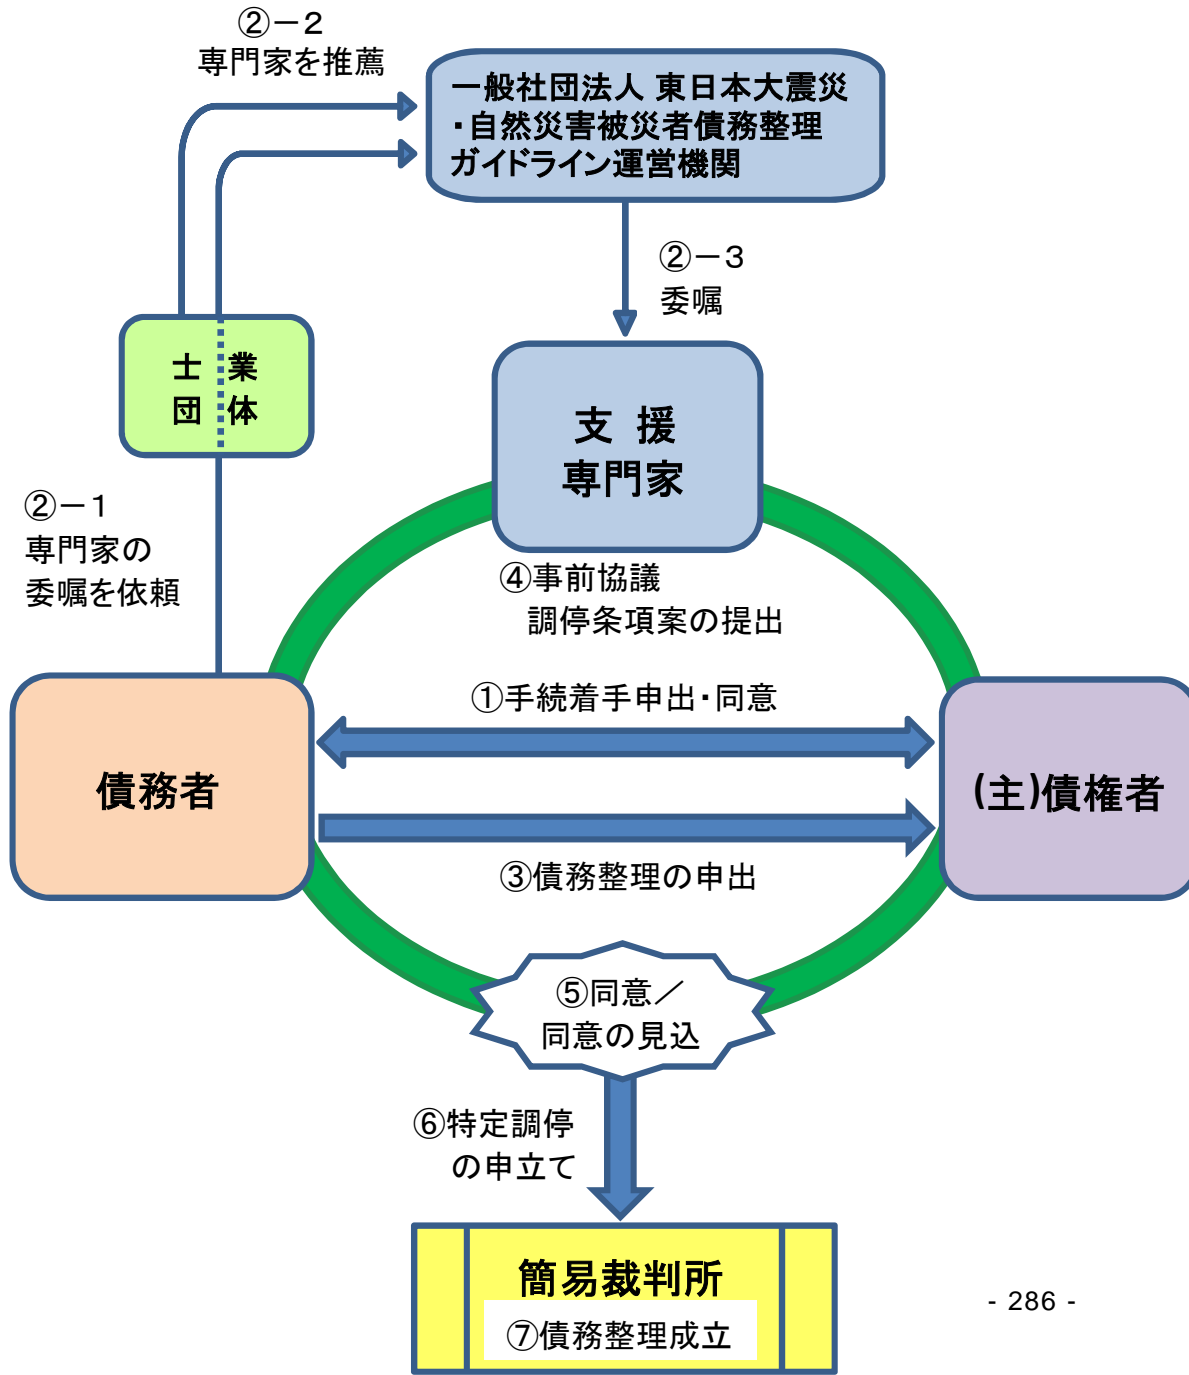 ②−2
専門家を推薦
一般社団法人 東日本大震災
・自然災害被災者債務整理
ガイドライン運営機関
②−3
委嘱
士 業
団 体
支 援
専門家
②−1
専門家の
委嘱を依頼
④事前協議
調停条項案の提出
①手続着手申出・同意
債務者
(主)債権者
③債務整理の申出
⑤同意／
同意の見込
⑥特定調停
の申立て
簡易裁判所
⑦債務整理成立
- 286 -